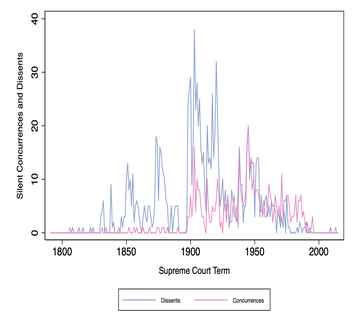 Silent Concurrences and Dissents
40
30
20
10
0
1800 1850 1900 1950 2000
Supreme Court Term
Dissents Concurrences